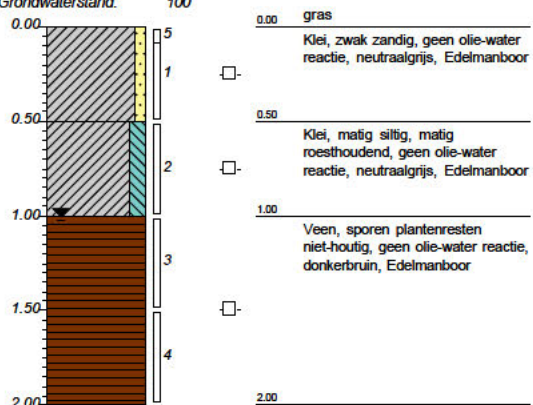 Grondwaterstand: 100
0.00
0.50
1.00
1.50
2.00
5
1
2
3
4
0.00 gras
Klei, zwak zandig, geen olie-water
reactie, neutraalgrijs, Edelmanboor
0.50
Klei, matig siltig, matig
roesthoudend, geen olie-water
reactie, neutraalgrijs, Edelmanboor
1.00
Veen, sporen plantenresten
niet-houtig, geen olie-water reactie,
donkerbruin, Edelmanboor
2.00